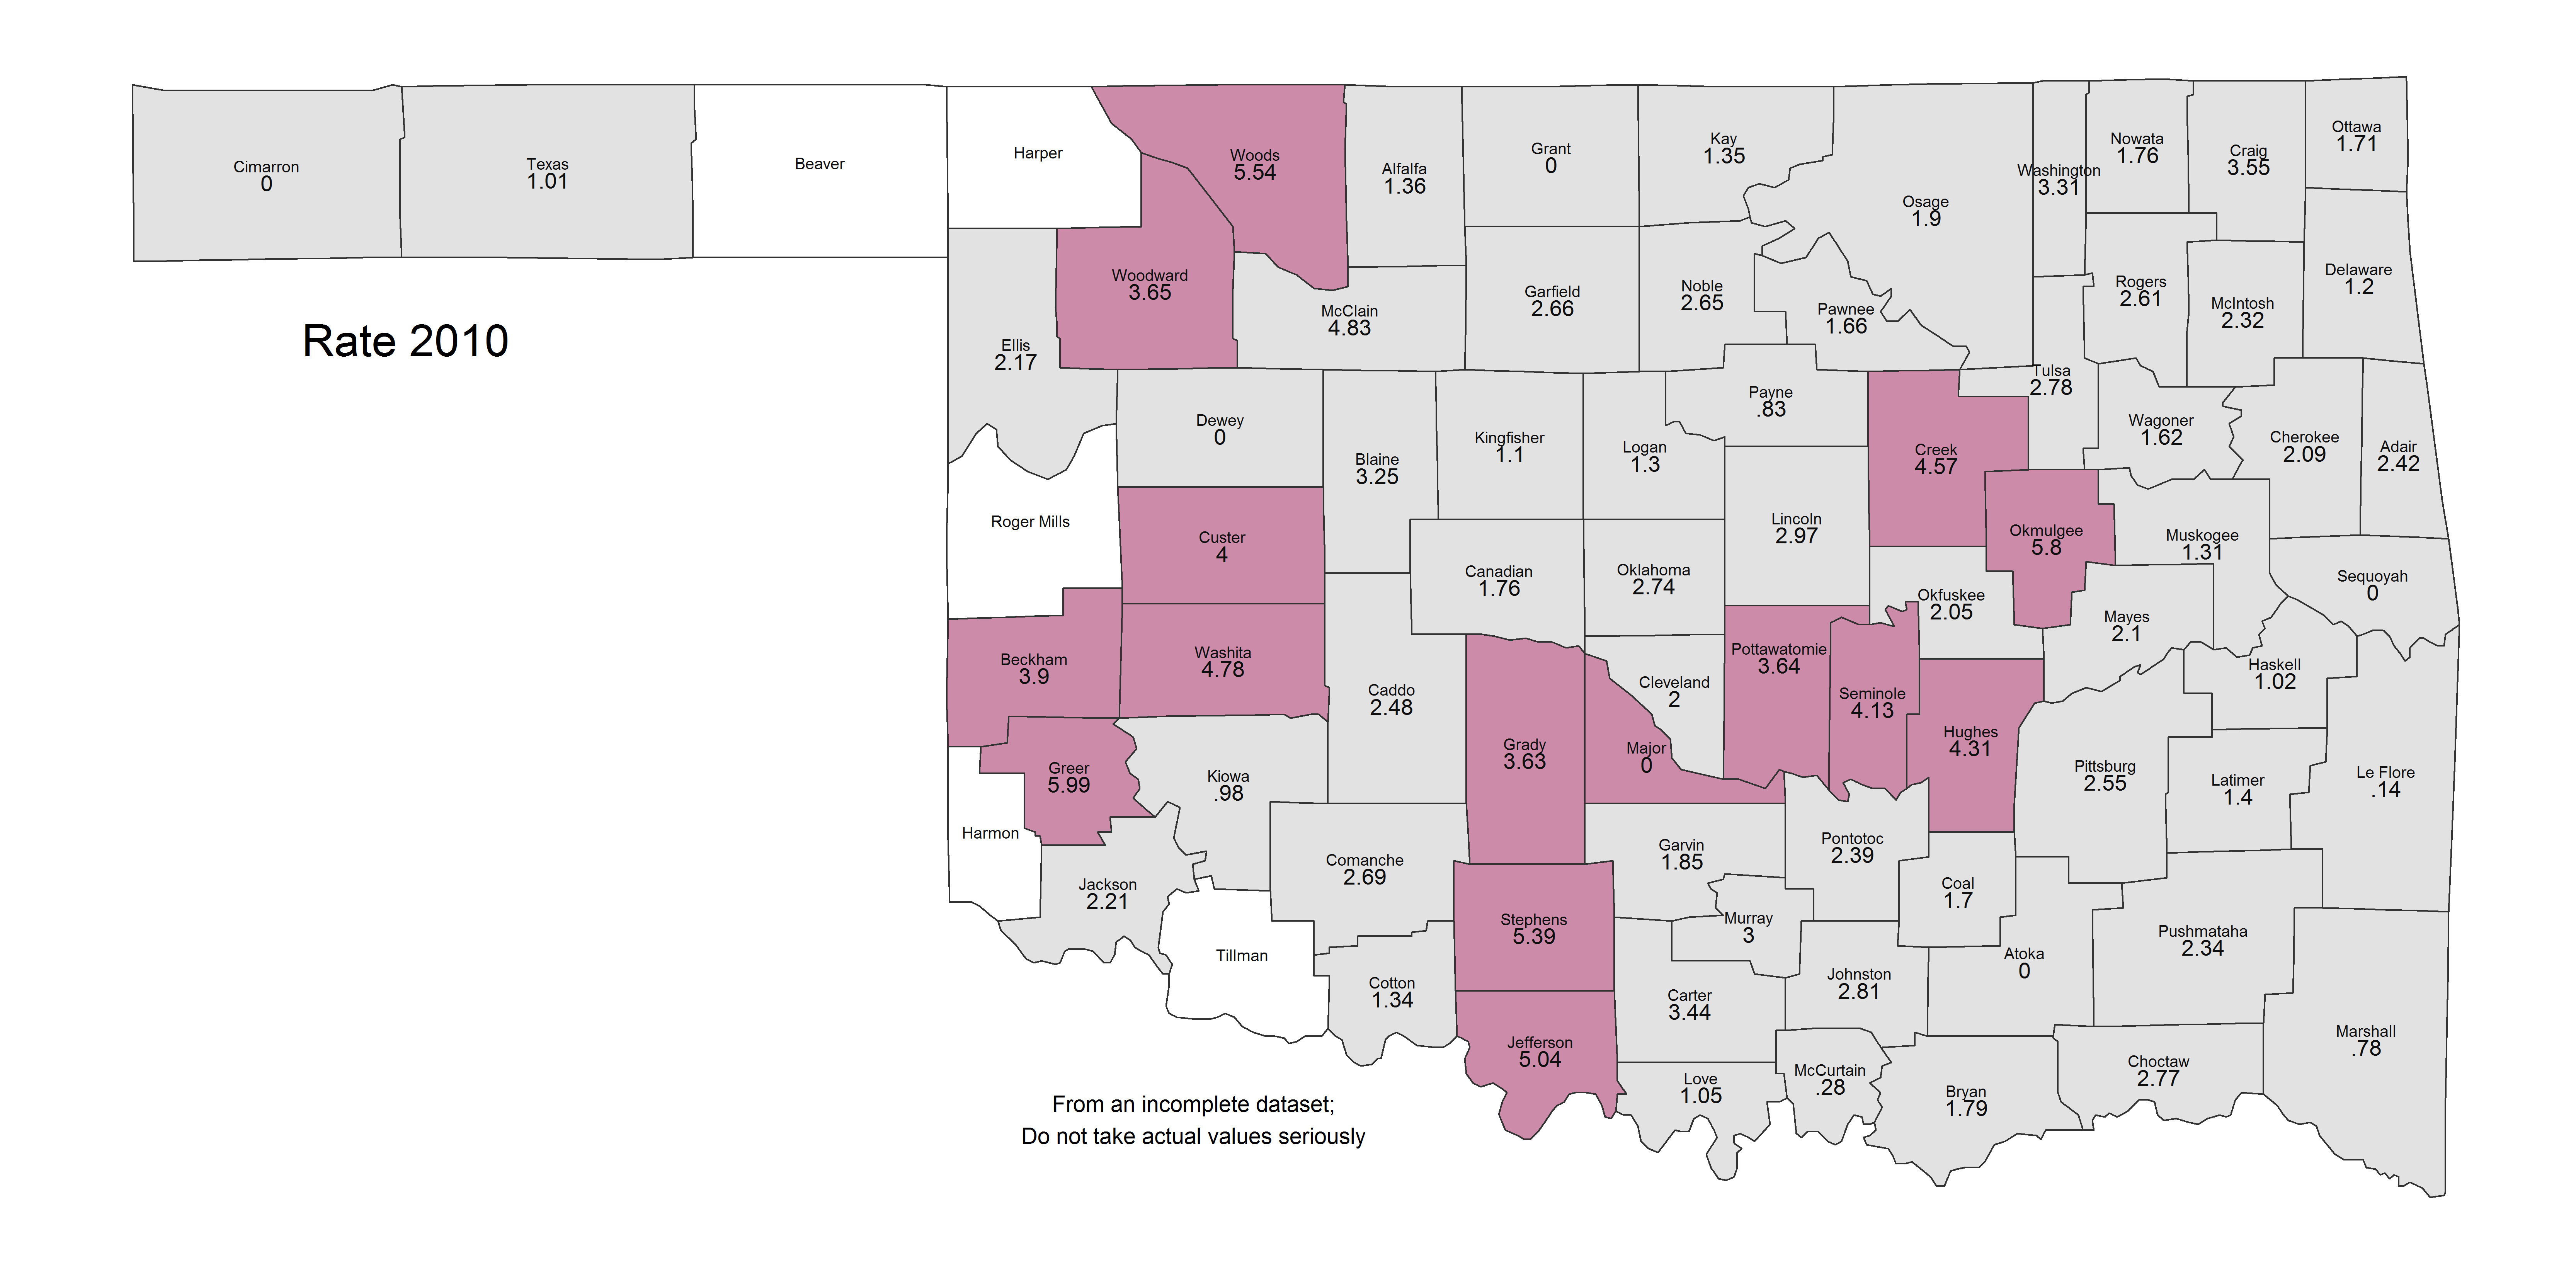 Cimarron
0
Texas
1.01
Beaver
Harper
Woods
5.54
Alfalfa
1.36
Grant
0
Kay
1.35
Osage
1.9
Washington
3.31
Nowata
1.76
Craig
3.55
Ottawa
1.71
Woodward
3.65
McClain
4.83
Garfield
2.66
Noble
2.65
Pawnee
1.66
Rogers
2.61
McIntosh
2.32
Delaware
1.2
Rate 2010
Ellis
2.17
Dewey
0
Blaine
3.25
Kingfisher
1.1
Logan
1.3
Payne
.83
Creek
4.57
Tulsa
2.78
Wagoner
1.62
Cherokee
2.09
Adair
2.42
Roger Mills
Custer
4
Canadian
1.76
Oklahoma
2.74
Lincoln
2.97
Okfuskee
2.05
Okmulgee
5.8
Muskogee
1.31
Sequoyah
0
Beckham
3.9
Washita
4.78
Caddo
2.48
Grady
3.63
Cleveland
2
Major
0
Pottawatomie
3.64
Seminole
4.13
Hughes
4.31
Mayes
2.1
Haskell
1.02
Greer
5.99
Kiowa
.98
Pittsburg
2.55
Latimer
1.4
Le Flore
.14
Harmon
Jackson
2.21
Comanche
2.69
Stephens
5.39
Garvin
1.85
Pontotoc
2.39
Coal
1.7
Murray
3
Atoka
0
Pushmataha
2.34
Tillman
Cotton
1.34
Jefferson
5.04
Carter
3.44
Johnston
2.81
Marshall
.78
Love
1.05
McCurtain
.28
Bryan
1.79
Choctaw
2.77
From an incomplete dataset;
Do not take actual values seriously